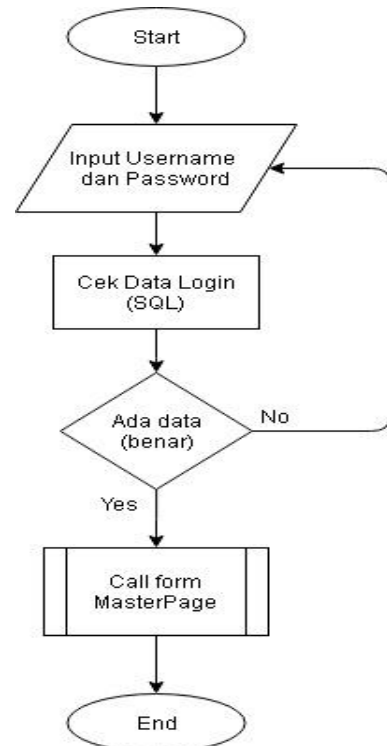 Start
Input Username
dan Password
Cek Data Login
(SQL)
Ada data
(benar)
No
Yes
Call form
MasterPage
End